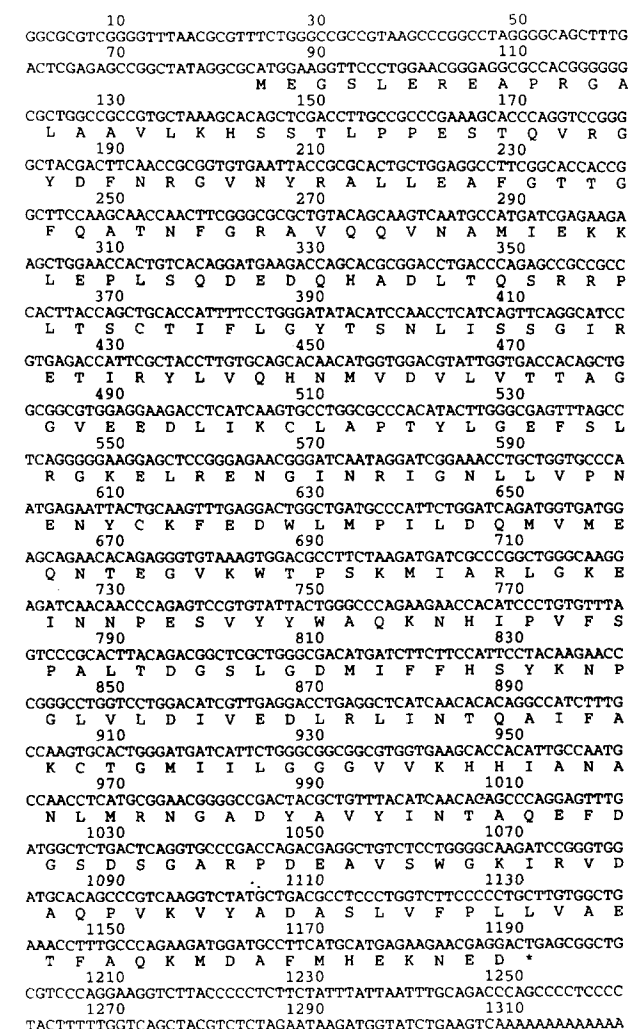 10 30 50
GGCGCGTCGGGGTTTAACGCGTTTCTGGGCCGCCGTAAGCCCGGCCTAGGGGCAGCTTTG
70 90 110
ACTCGAGAGCCGGCTATAGGCGCATGGAAGGTTCCCTGGAACGGGAGGCGCCACGGGGGG
M E G S L E R E A P R G A
130 150 170
CGCTGGCCGCCGTGCTAAAGCACAGCTCGACCTTGCCGCCCGAAAGCACCCAGGTCCGGG
L A A V L K H S S T L P P E S T Q V R G
190 210 230
GCTACGACTTCAACCGCGGTGTGAATTACCGCGCACTGCTGGAGGCCTTCGGCACCACCG
Y D F N R G V N Y R A L L E A F G T T G
250 270 290
GCTTCCAAGCAACCAACTTCGGGCGCGCTGTACAGCAAGTCAATGCCATGATCGAGAAGA
F Q A T N F G R A V Q Q V N A M I E K K
310 330 350
AGCTGGAACCACTGTCACAGGATGAAGACCAGCACGCGGACCTGACCCAGAGCCGCCGCC
L E P L S Q D E D Q H A D L T Q S R R P
370 390 410
CACTTACCAGCTGCACCATTTTCCTGGGATATACATCCAACCTCATCAGTTCAGGCATCC
L T S C T I F L G Y T S N L I S S G I R
430 450 470
GTGAGACCATTCGCTACCTTGTGCAGCACAACATGGTGGACGTATTGGTGACCACAGCTG
E T I R Y L V Q H N M V D V L V T T A G
490 510 530
GCGGCGTGGAGGAAGACCTCATCAAGTGCCTGGCGCCCACATACTTGGGCGAGTTTAGCC
G V E E D L I K C L A P T Y L G E F S L
550 570 590
TCAGGGGGAAGGAGCTCCGGGAGAACGGGATCAATAGGATCGGAAACCTGCTGGTGCCCA
R G K E L R E N G I N R I G N L L V P N
610 630 650
ATGAGAATTACTGCAAGTTTGAGGACTGGCTGATGCCCATTCTGGATCAGATGGTGATGG
E N Y C K F E D W L M P I L D Q M V M E
670 690 710
AGCAGAACACAGAGGGTGTAAAGTGGACGCCTTCTAAGATGATCGCCCGGCTGGGCAAGG
Q N T E G V K W T P S K M I A R L G K E
730 750 770
AGATCAACAACCCAGAGTCCGTGTATTACTGGGCCCAGAAGAACCACATCCCTGTGTTTA
I N N P E S V Y Y W A Q K N H I P V F S
790 810 830
GTCCCGCACTTACAGACGGCTCGCTGGGCGACATGATCTTCTTCCATTCCTACAAGAACC
P A L T D G S L G D M I F F H S Y K N P
850 870 890
CGGGCCTGGTCCTGGACATCGTTGAGGACCTGAGGCTCATCAACACACAGGCCATCTTTG
G L V L D I V E D L R L I N T Q A I F A
910 930 950
CCAAGTGCACTGGGATGATCATTCTGGGCGGCGGCGTGGTGAAGCACCACATTGCCAATG
K C T G M I I L G G G V V K H H I A N A
970 990 1010
CCAACCTCATGCGGAACGGGGCCGACTACGCTGTTTACATCAACACAGCCCAGGAGTTTG
N L M R N G A D Y A V Y I N T A Q E F D
1030 1050 1070
ATGGCTCTGACTCAGGTGCCCGACCAGACGAGGCTGTCTCCTGGGGCAAGATCCGGGTGG
G S D S G A R P D E A V S W G K I R V D
1090 1110 1130
ATGCACAGCCCGTCAAGGTCTATGCTGACGCCTCCCTGGTCTTCCCCCTGCTTGTGGCTG
A Q P V K V Y A D A S L V F P L L V A E
1150 1170 1190
AAACCTTTGCCCAGAAGATGGATGCCTTCATGCATGAGAAGAACGAGGACTGAGCGGCTG
T F A Q K M D A F M H E K N E D *
1210 1230 1250
CGTCCCAGGAAGGTCTTACCCCCTCTTCTATTTATTAATTTGCAGACCCAGCCCCTCCCC
1270 1290 1310
TACTTTTTGGTCAGCTACGTCTCTAGAATAAGATGGTATCTGAAGTCAAAAAAAAAAAAA